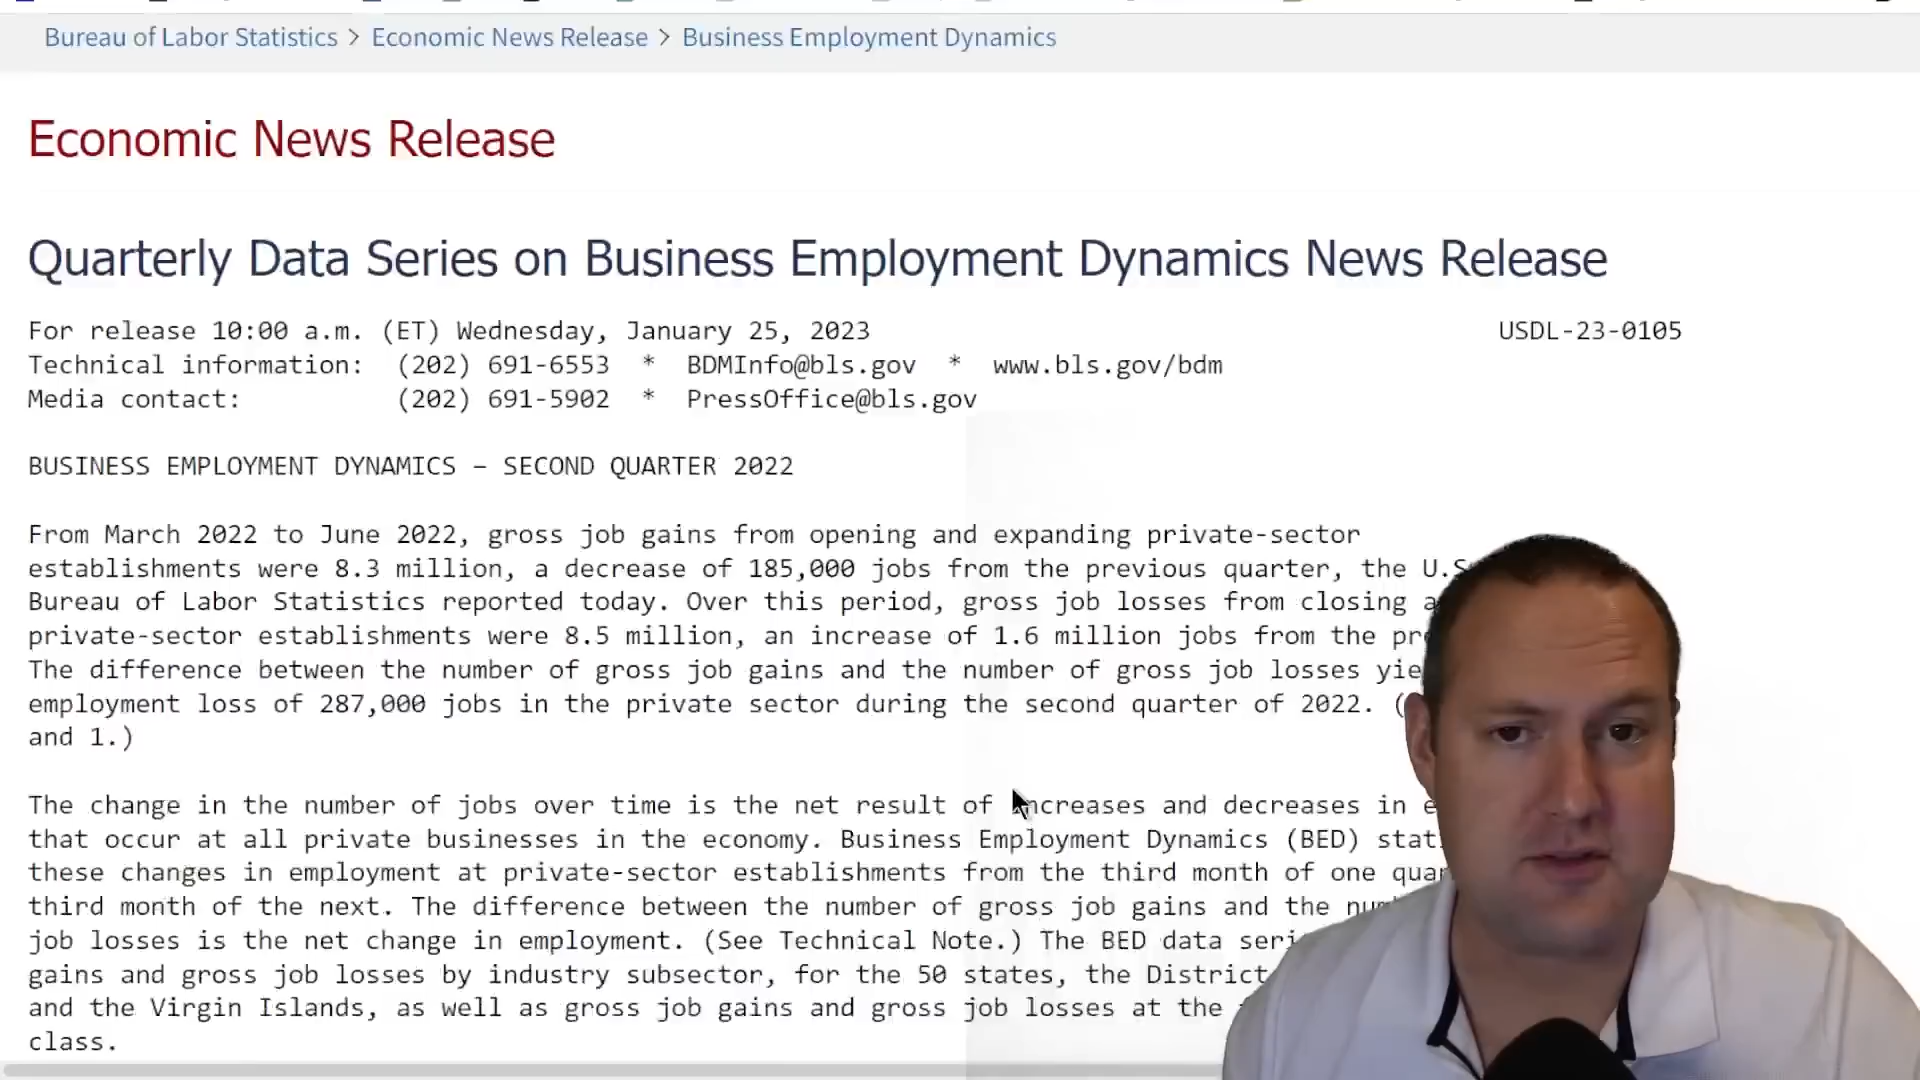 Bureau of Labor Statistics > Economic News Release > Business Employment Dynamics
Economic News Release
Quarterly Data Series on Business Employment Dynamics News Release
For release 10:00 a.m. (ET) Wednesday, January 25, 2023 USDL-23-0105
Technical information: (202) 691-6553 * BDMInfo@bls.gov * www.bls.gov/bdm
Media contact: (202) 691-5902 * PressOffice@bls.gov
BUSINESS EMPLOYMENT DYNAMICS – SECOND QUARTER 2022
From March 2022 to June 2022, gross job gains from opening and expanding private-sector
establishments were 8.3 million, a decrease of 185,000 jobs from the previous quarter, the U.S
Bureau of Labor Statistics reported today. Over this period, gross job losses from closing
private-sector establishments were 8.5 million, an increase of 1.6 million jobs from the
The difference between the number of gross job gains and the number of gross job losses
employment loss of 287,000 jobs in the private sector during the second quarter of 2022. (
and 1.)
The change in the number of jobs over time is the net result of increases and decreases in
that occur at all private businesses in the economy. Business Employment Dynamics (BED)
these changes in employment at private-sector establishments from the third month of one
third month of the next. The difference between the number of gross job gains and the
job losses is the net change in employment. (See Technical Note.) The BED data
gains and gross job losses by industry subsector, for the 50 states, the District
and the Virgin Islands, as well as gross job gains and gross job losses at the
class.